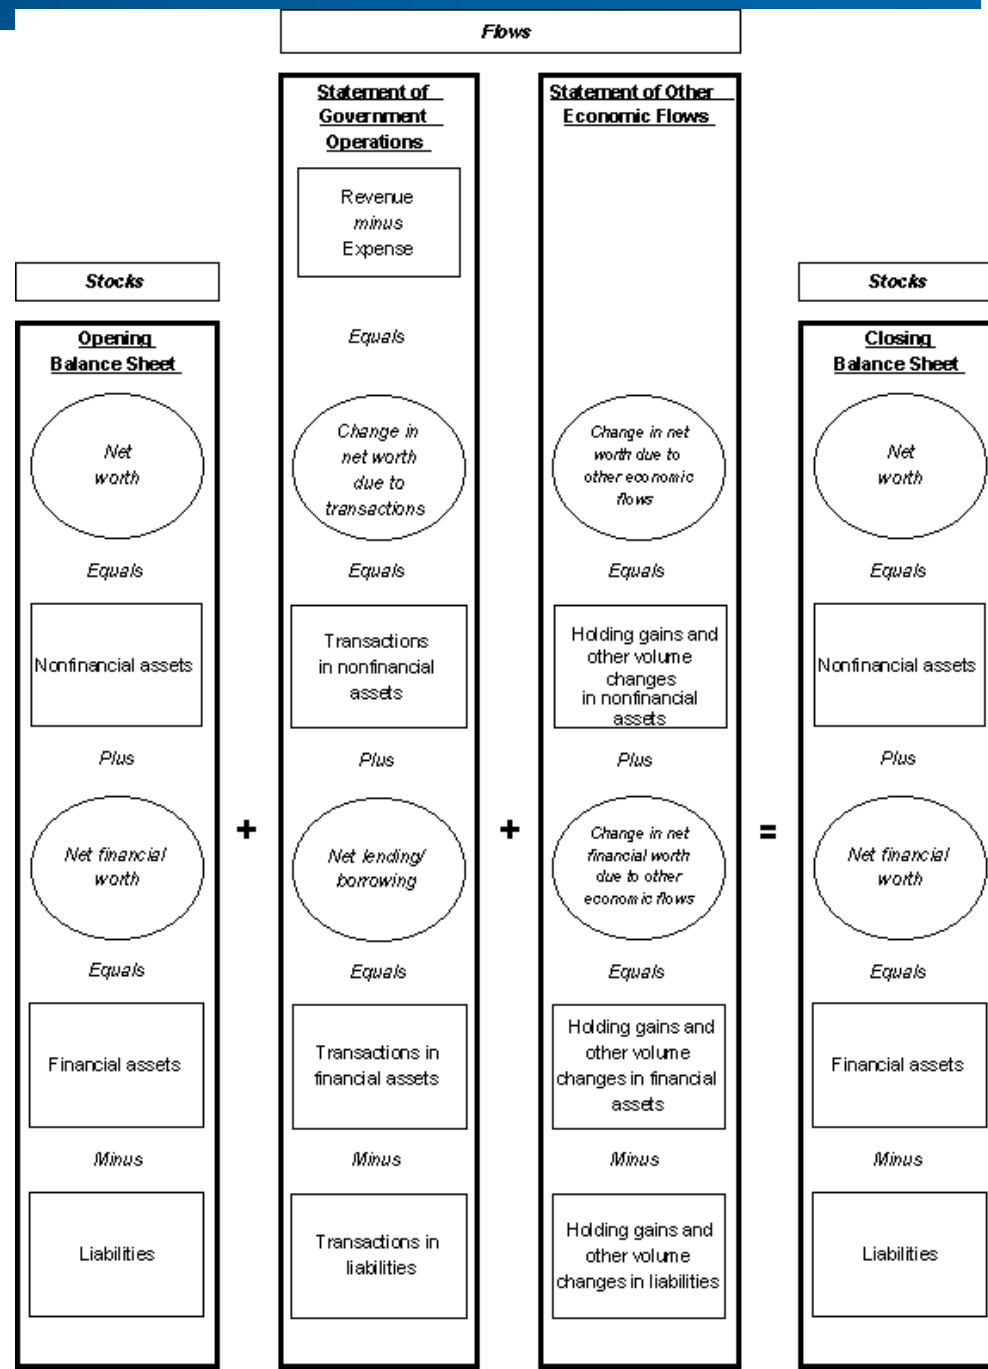 Flows
Statement of
Government
Operations
Revenue
minus
Expense
Equals
Change in
net worth
due to
transactions
Equals
Transactions
in nonfinancial
assets
Plus
Net lending/
borrowing
Equals
Transactions in
financial assets
Minus
Transactions in
liabilities
Statement of Other
Economic Flows
Change in net
worth due to
other economic
flows
Equals
Holding gains and
other volume
changes
in nonfinancial
assets
Plus
Change in net
financial worth
due to other
economic flows
Equals
Holding gains and
other volume
changes in financial
assets
Minus
Holding gains and
other volume
changes in liabilities
Stocks
Opening
Balance Sheet
Net
worth
Equals
Nonfinancial assets
Plus
Net financial
worth
Equals
Financial assets
Minus
Liabilities
+
+
=
Stocks
Closing
Balance Sheet
Net
worth
Equals
Nonfinancial assets
Plus
Net financial
worth
Equals
Financial assets
Minus
Liabilities